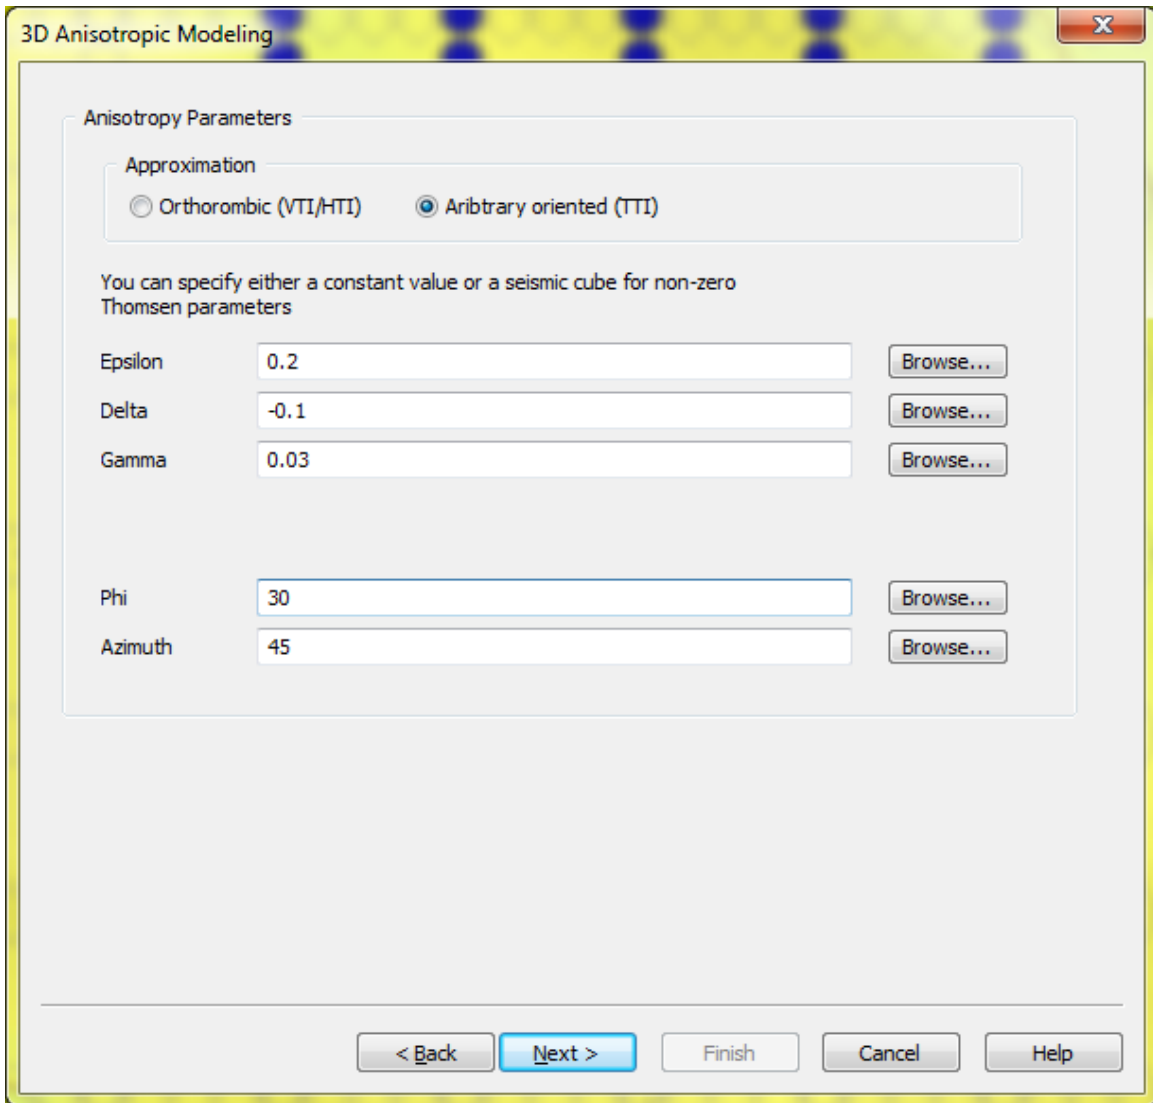 3D Anisotropic Modeling
X
Anisotropy Parameters
Approximation
Orthorombic (VTI/HTI) Aribtrary oriented (TTI)
You can specify either a constant value or a seismic cube for non-zero
Thomsen parameters
Epsilon 0.2 Browse...
Delta -0.1 Browse...
Gamma 0.03 Browse...
Phi 30 Browse...
Azimuth 45 Browse...
< Back Next > Finish Cancel Help